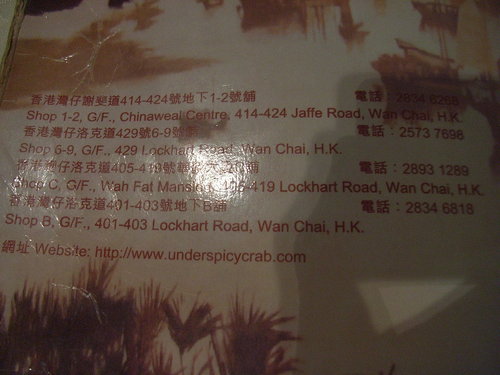 香港灣仔謝斐道414-424號地下1-2號舖 電話：2834 6268
Shop 1-2, G/F., Chinaweal Centre, 414-424 Jaffe Road, Wan Chai, H.K.
香港灣仔洛克道429號6-9號舖 電話：2573 7698
Shop 6-9, G/F., 429 Lockhart Road, Wan Chai, H.K.
香港灣仔洛克道405-419號華 舖 電話：2893 1289
Shop C, G/F., Wah Fat Mansion, 405-419 Lockhart Road, Wan Chai, H.K.
香港灣仔洛克道401-403號地下B舖 電話：2834 6818
Shop B, G/F., 401-403 Lockhart Road, Wan Chai, H.K.
網址 Website: http://www.underspicycrab.com